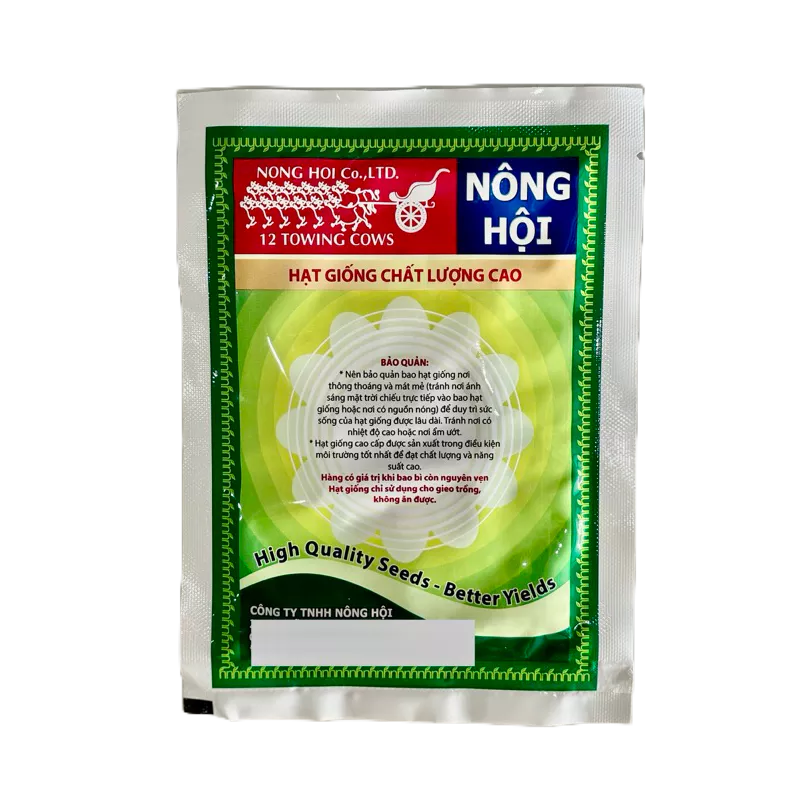 NONG HOI Co.,LTD.
12 TOWING COWS
NÔNG
HỘI
HẠT GIỐNG CHẤT LƯỢNG CAO
BẢO QUẢN:
* Nên bảo quản bao hạt giống nơi
thông thoáng và mát mẻ (tránh nơi ánh
sáng mặt trời chiếu trực tiếp vào bao hạt
giống hoặc nơi có nguồn nóng) để duy trì sức
sống của hạt giống được lâu dài. Tránh nơi có
nhiệt độ cao hoặc nơi ẩm ướt.
* Hạt giống cao cấp được sản xuất trong điều kiện
môi trường tốt nhất để đạt chất lượng và năng
suất cao.
Hàng có giá trị khi bao bì còn nguyên vẹn
Hạt giống chỉ sử dụng cho gieo trồng,
không ăn được.
High Quality Seeds - Better Yields
CÔNG TY TNHH NÔNG HỘI